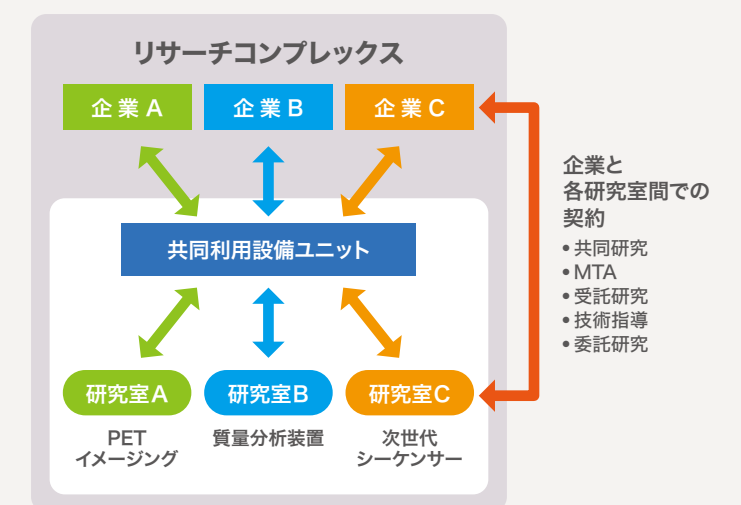 リサーチコンプレックス
企業A
企業B
企業C
企業と
各研究室間での
契約
• 共同研究
• MTA
• 受託研究
• 技術指導
• 委託研究
共同利用設備ユニット
研究室A
研究室B
研究室C
PET
イメージング
質量分析装置
次世代
シーケンサー